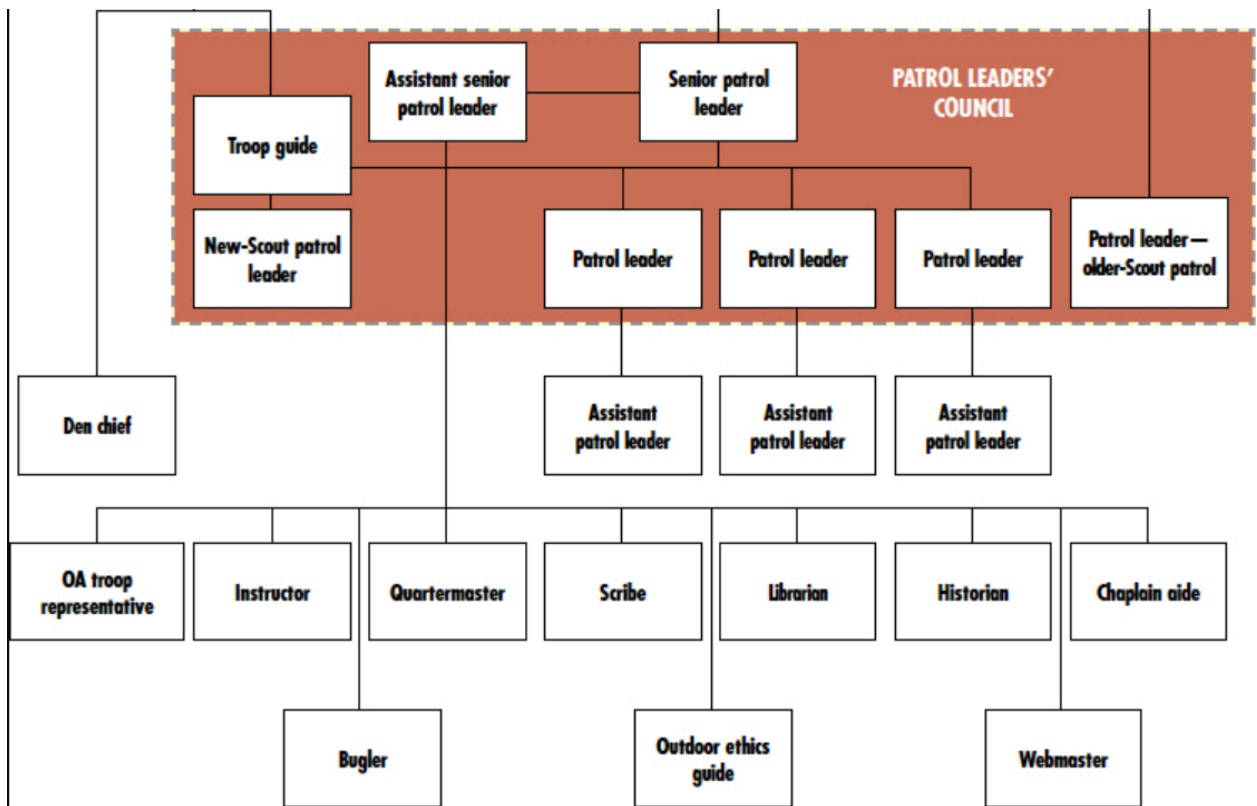 Assistant senior
patrol leader
Senior patrol
leader
PATROL LEADERS'
COUNCIL
Troop guide
New-Scout patrol
leader
Patrol leader
Patrol leader
Patrol leader
Patrol leader—
older-Scout patrol
Den chief
Assistant
patrol leader
Assistant
patrol leader
Assistant
patrol leader
OA troop
representative
Instructor
Quartermaster
Scribe
Librarian
Historian
Chaplain aide
Bugler
Outdoor ethics
guide
Webmaster